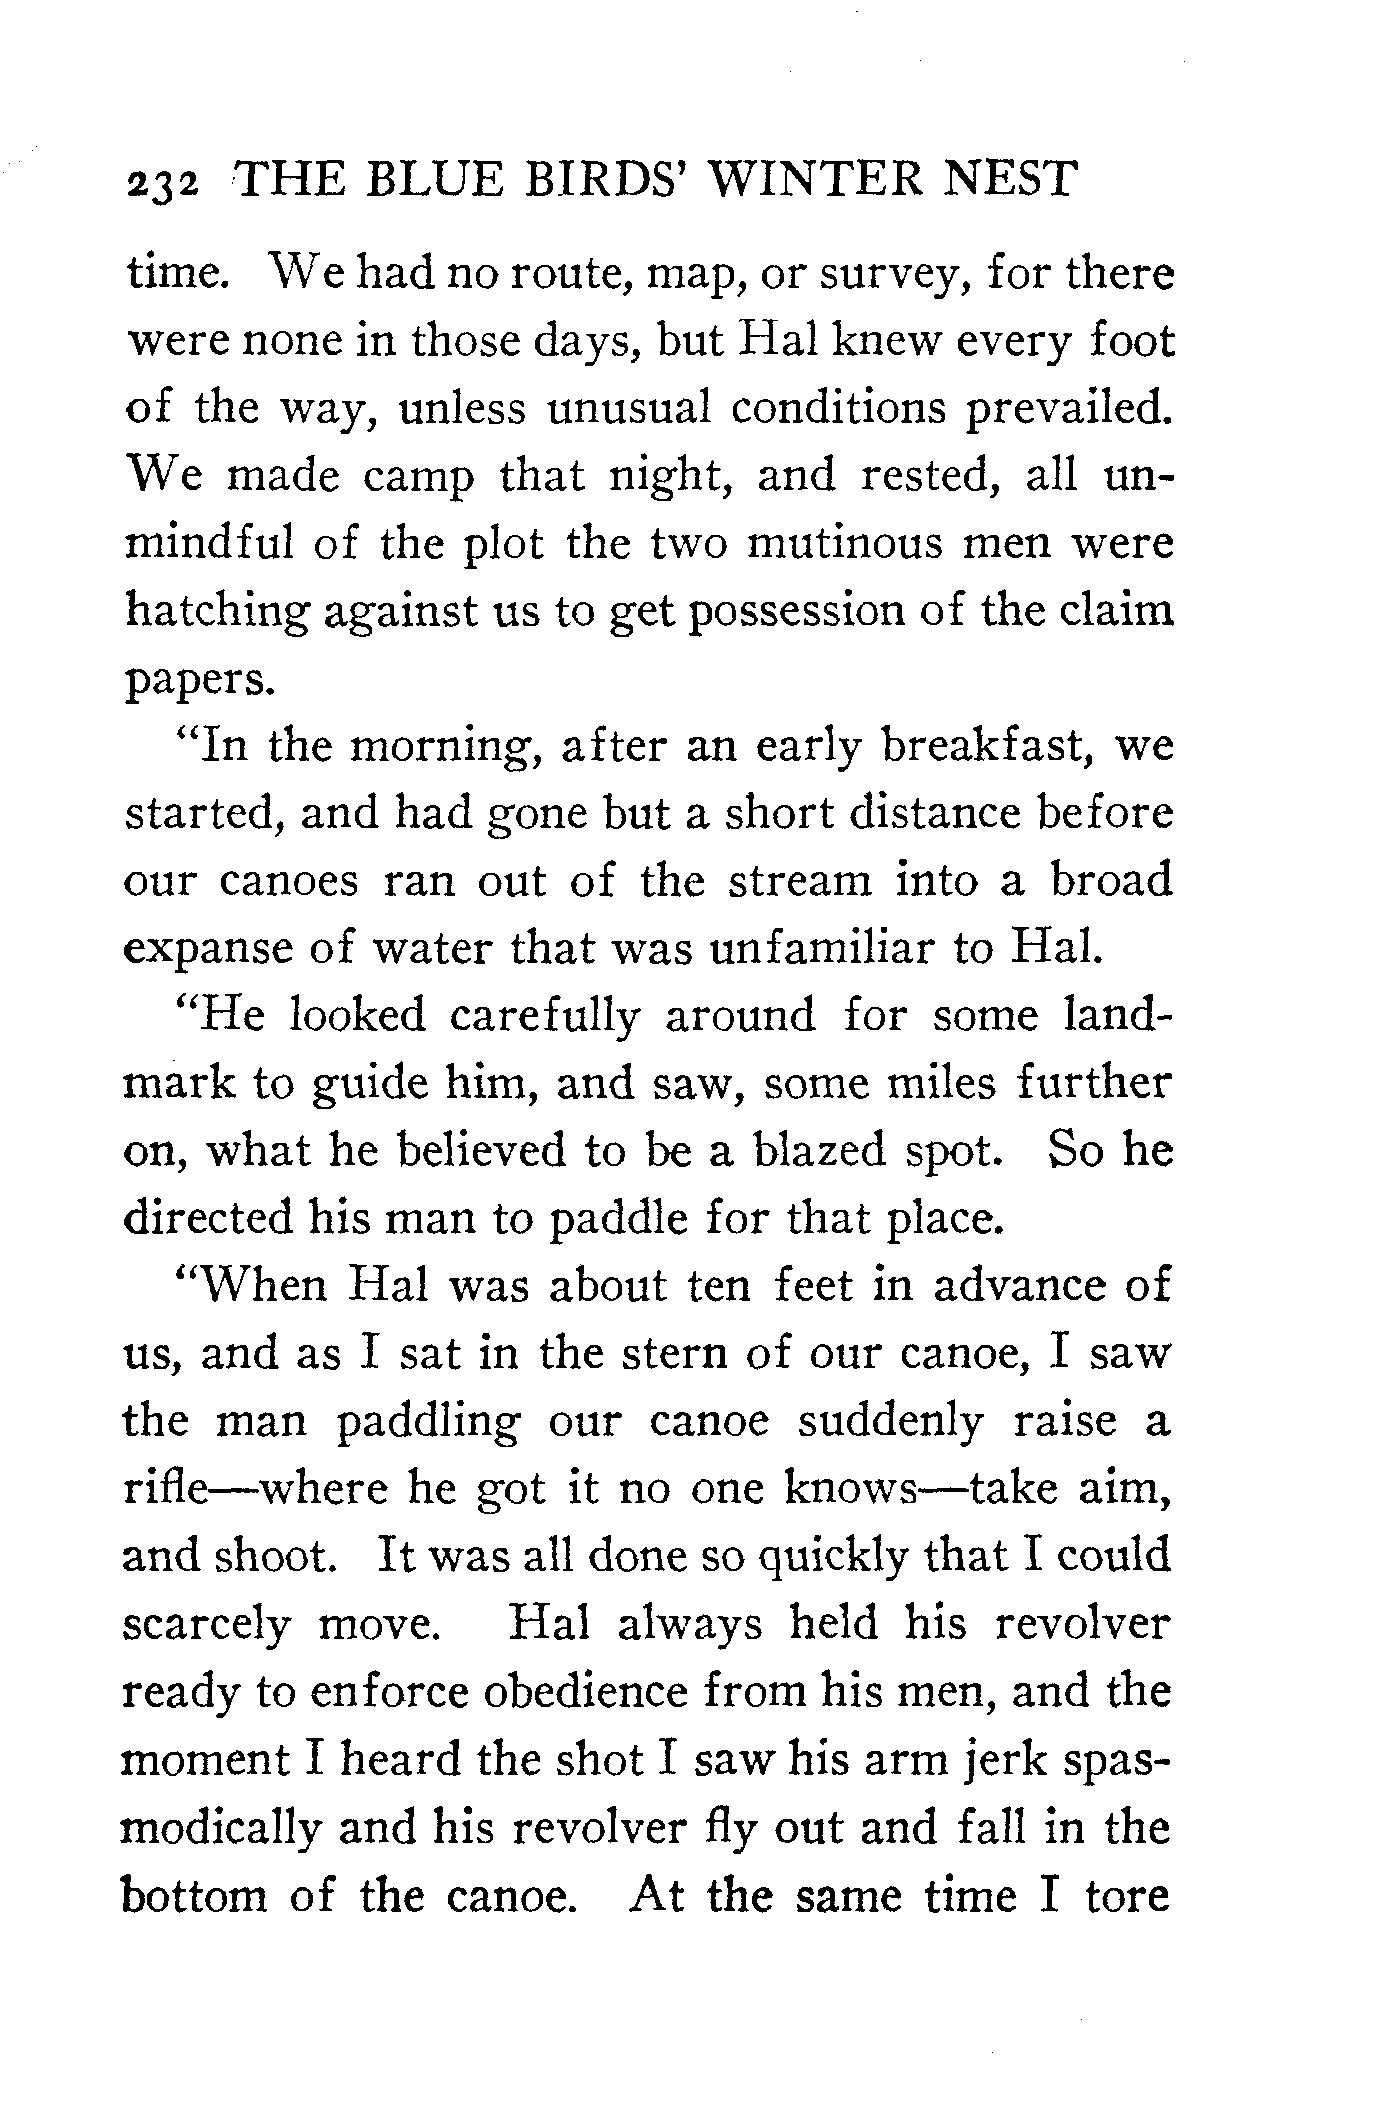 232 THE BLUE BIRDS' WINTER NEST
time. We had no route, map, or survey, for there
were none in those days, but Hal knew every foot
of the way, unless unusual conditions prevailed.
We made camp that night, and rested, all un-
mindful of the plot the two mutinous men were
hatching against us to get possession of the claim
papers.
"In the morning, after an early breakfast, we
started, and had gone but a short distance before
our canoes ran out of the stream into a broad
expanse of water that was unfamiliar to Hal.
"He looked carefully around for some land-
mark to guide him, and saw, some miles further
on, what he believed to be a blazed spot. So he
directed his man to paddle for that place.
"When Hal was about ten feet in advance of
us, and as I sat in the stern of our canoe, I saw
the man paddling our canoe suddenly raise a
rifle—where he got it no one knows—take aim,
and shoot. It was all done so quickly that I could
scarcely move. Hal always held his revolver
ready to enforce obedience from his men, and the
moment I heard the shot I saw his arm jerk spas-
modically and his revolver fly out and fall in the
bottom of the canoe. At the same time I tore